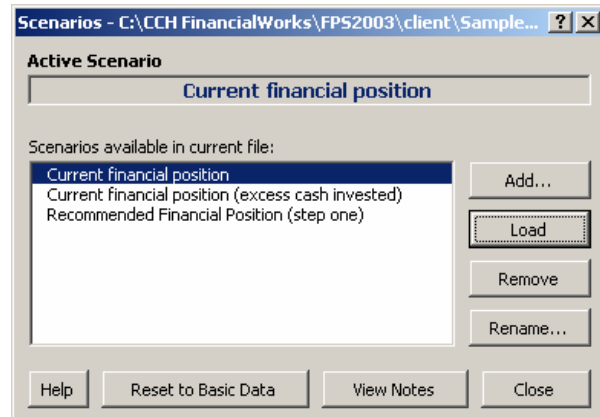 Scenarios - C:\CCH FinancialWorks\FPS2003\client\Sample...
Active Scenario
Current financial position
Scenarios available in current file:
Current financial position
Current financial position (excess cash invested)
Recommended Financial Position (step one)
Add...
Load
Remove
Rename...
Help Reset to Basic Data View Notes Close